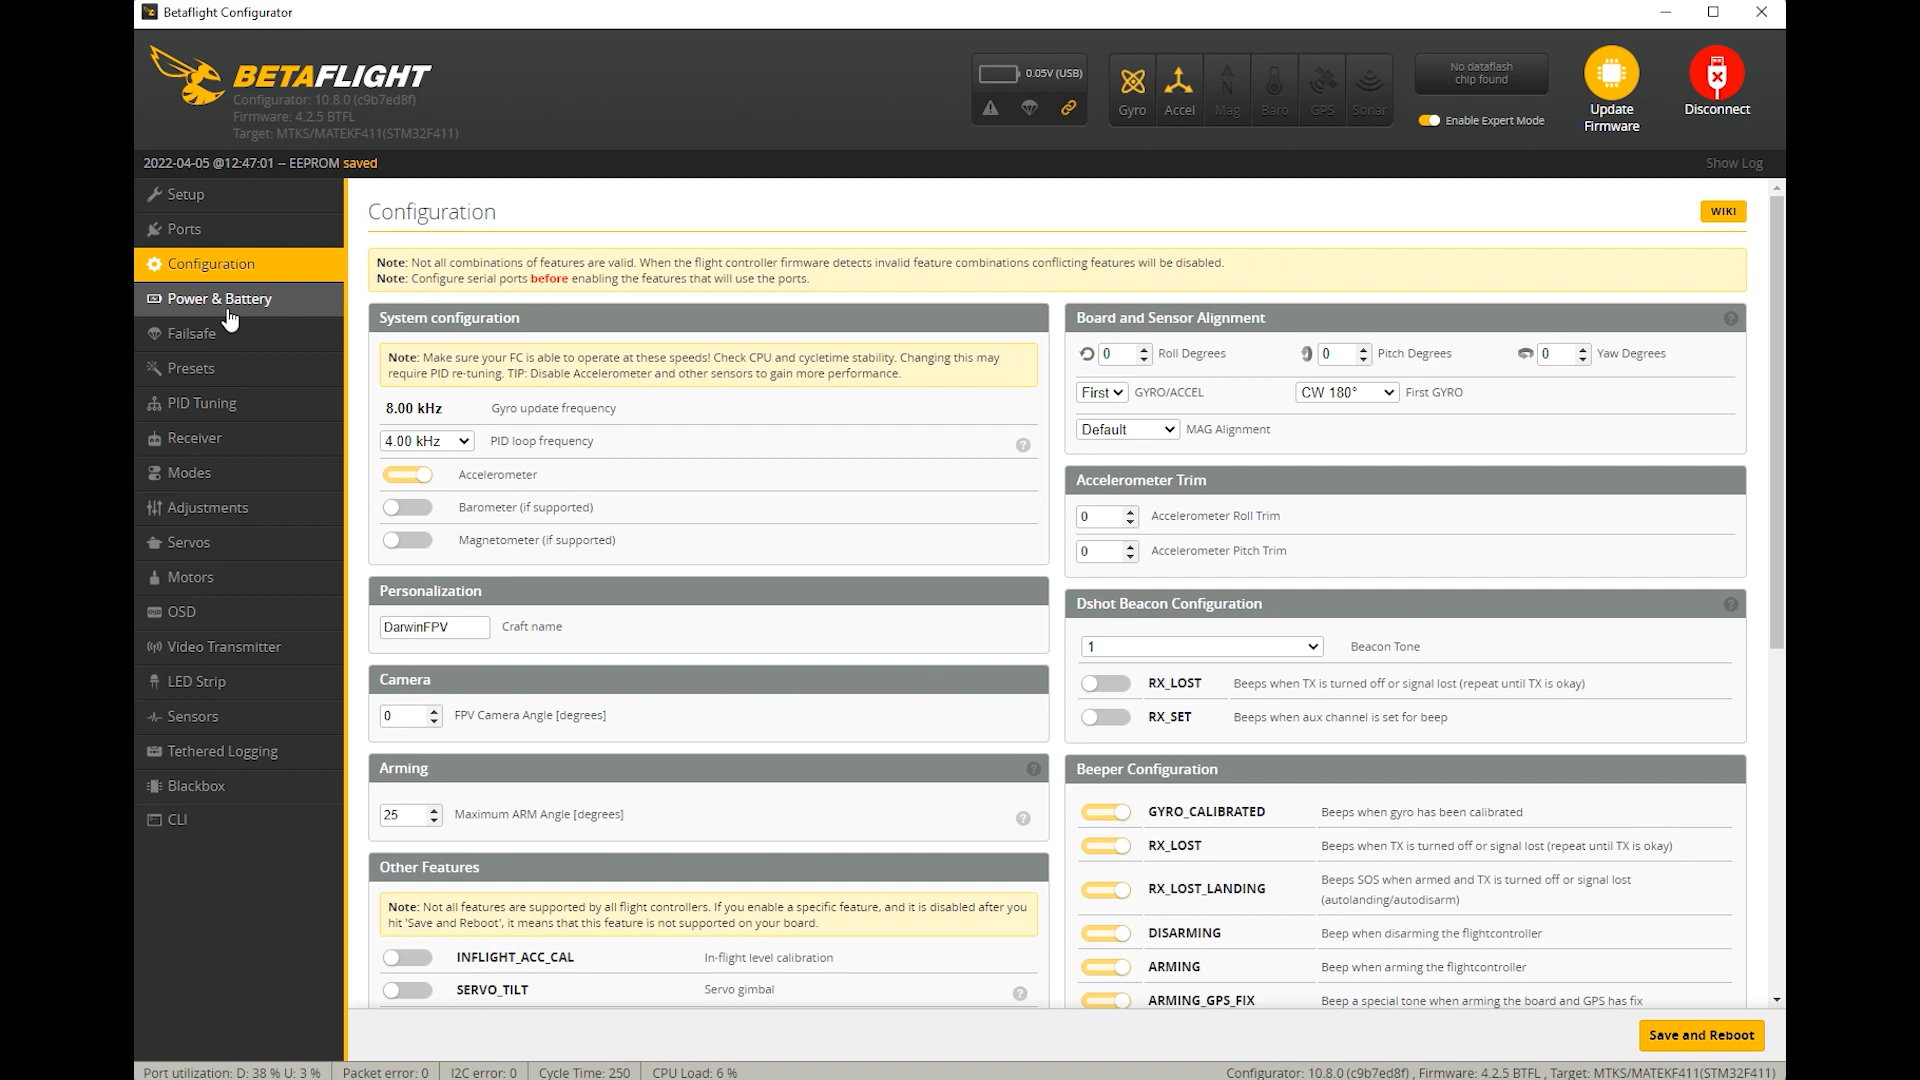 Betaflight Configurator
BETAFLIGHT
Configurator: 10.8.0 (c9b7ed8f)
Firmware: 4.2.5 BTFL
Target: MTKS/MATEKF411(STM32F411)
0.05V (USB)
Gyro
Accel
Mag
Baro
GPS
Sonar
No dataflash
chip found
Enable Expert Mode
Update
Firmware
Disconnect
2022-04-05 @12:47:01 -- EEPROM saved
Show Log
Setup
Ports
Configuration
Power & Battery
Failsafe
Presets
PID Tuning
Receiver
Modes
Adjustments
Servos
Motors
OSD
Video Transmitter
LED Strip
Sensors
Tethered Logging
Blackbox
CLI
Configuration
WIKI
Note: Not all combinations of features are valid. When the flight controller firmware detects invalid feature combinations conflicting features will be disabled.
Note: Configure serial ports before enabling the features that will use the ports.
System configuration
Note: Make sure your FC is able to operate at these speeds! Check CPU and cycletime stability. Changing this may
require PID re-tuning. TIP: Disable Accelerometer and other sensors to gain more performance.
8.00 kHz Gyro update frequency
4.00 kHz PID loop frequency
Accelerometer
Barometer (if supported)
Magnetometer (if supported)
Personalization
DarwinFPV Craft name
Camera
0 FPV Camera Angle [degrees]
Arming
25 Maximum ARM Angle [degrees]
Other Features
Note: Not all features are supported by all flight controllers. If you enable a specific feature, and it is disabled after you
hit 'Save and Reboot', it means that this feature is not supported on your board.
INFLIGHT_ACC_CAL In-flight level calibration
SERVO_TILT Servo gimbal
Board and Sensor Alignment
0 Roll Degrees 0 Pitch Degrees 0 Yaw Degrees
First GYRO/ACCEL CW 180° First GYRO
Default MAG Alignment
Accelerometer Trim
0 Accelerometer Roll Trim
0 Accelerometer Pitch Trim
Dshot Beacon Configuration
1 Beacon Tone
RX_LOST Beeps when TX is turned off or signal lost (repeat until TX is okay)
RX_SET Beeps when aux channel is set for beep
Beeper Configuration
GYRO_CALIBRATED Beeps when gyro has been calibrated
RX_LOST Beeps when TX is turned off or signal lost (repeat until TX is okay)
RX_LOST_LANDING Beeps SOS when armed and TX is turned off or signal lost
(autolanding/autodisarm)
DISARMING Beep when disarming the flightcontroller
ARMING Beep when arming the flightcontroller
ARMING_GPS_FIX Beep a special tone when arming the board and GPS has fix
Save and Reboot
Port utilization: D: 38 % U: 3 % Packet error: 0 I2C error: 0 Cycle Time: 250 CPU Load: 6 %
Configurator: 10.8.0 (c9b7ed8f) , Firmware: 4.2.5 BTFL , Target: MTKS/MATEKF411(STM32F411)